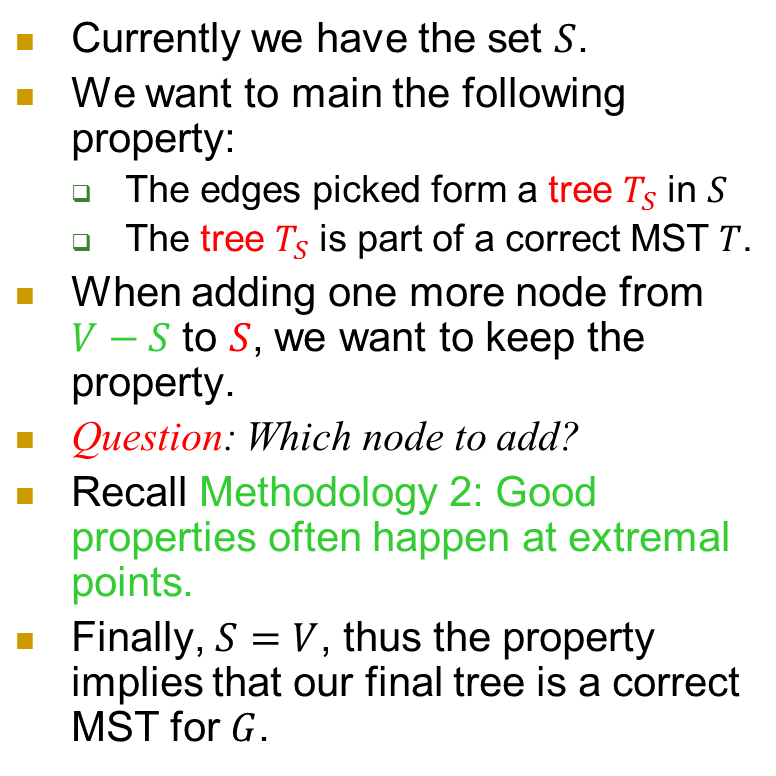 Currently we have the set S.
We want to main the following
property:
The edges picked form a tree T_S in S
The tree T_S is part of a correct MST T.
When adding one more node from
V − S to S, we want to keep the
property.
Question: Which node to add?
Recall Methodology 2: Good
properties often happen at extremal
points.
Finally, S = V, thus the property
implies that our final tree is a correct
MST for G.